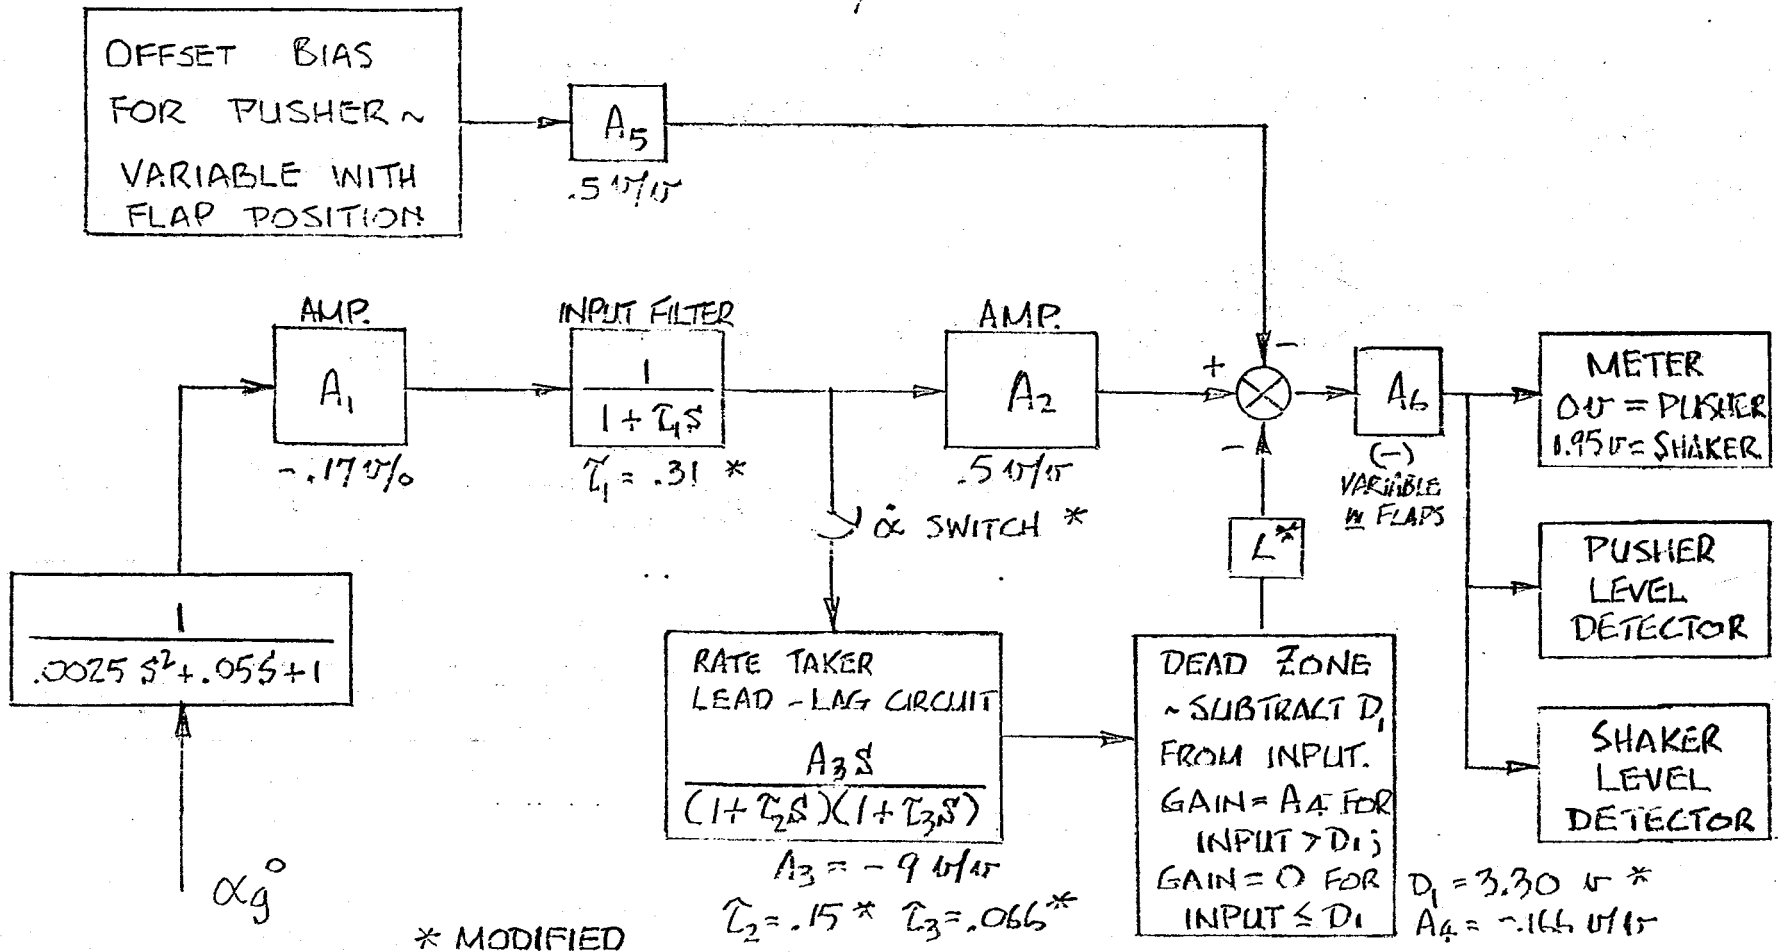 OFFSET BIAS
FOR PUSHER ~
VARIABLE WITH
FLAP POSITION
A5
.5 v/v
AMP.
A1
-.17 v/o
INPUT FILTER
1
1 + τ1S
τ1 = .31 *
AMP.
A2
.5 v/v
+
-
-
A6
(-)
VARIABLE
W FLAPS
METER
0v = PUSHER
1.95v = SHAKER
α̇ SWITCH *
L*
PUSHER
LEVEL
DETECTOR
1
.0025 S²+.05S+1
αg°
RATE TAKER
LEAD - LAG CIRCUIT
A3S
(1+τ2S)(1+τ3S)
A3 = -9 v/v
τ2 = .15 * τ3 = .066 *
DEAD ZONE
~ SUBTRACT D1
FROM INPUT.
GAIN = A4 FOR
INPUT > D1;
GAIN = 0 FOR
INPUT ≤ D1
D1 = 3.30 v *
A4 = -.166 v/v
SHAKER
LEVEL
DETECTOR
* MODIFIED